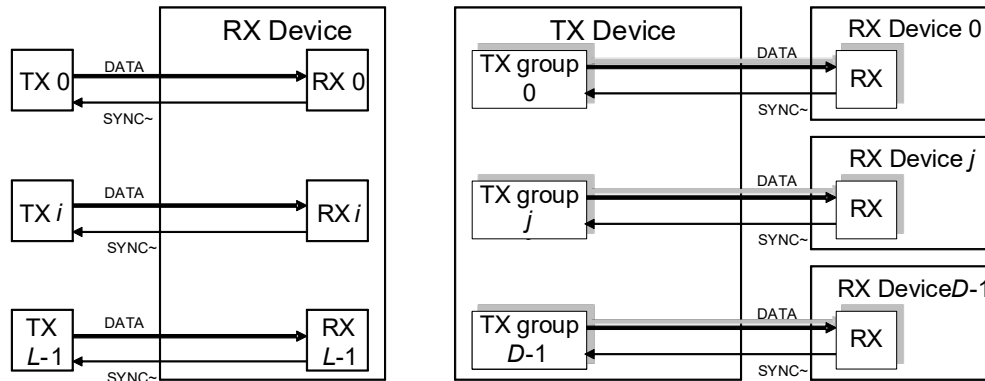 RX Device
TX 0
DATA
RX 0
SYNC~
TX i
DATA
RX i
SYNC~
TX
L-1
DATA
RX
L-1
SYNC~
TX Device
TX group
0
DATA
SYNC~
RX Device 0
RX
TX group
j
DATA
SYNC~
RX Device j
RX
TX group
D-1
DATA
SYNC~
RX DeviceD-1
RX